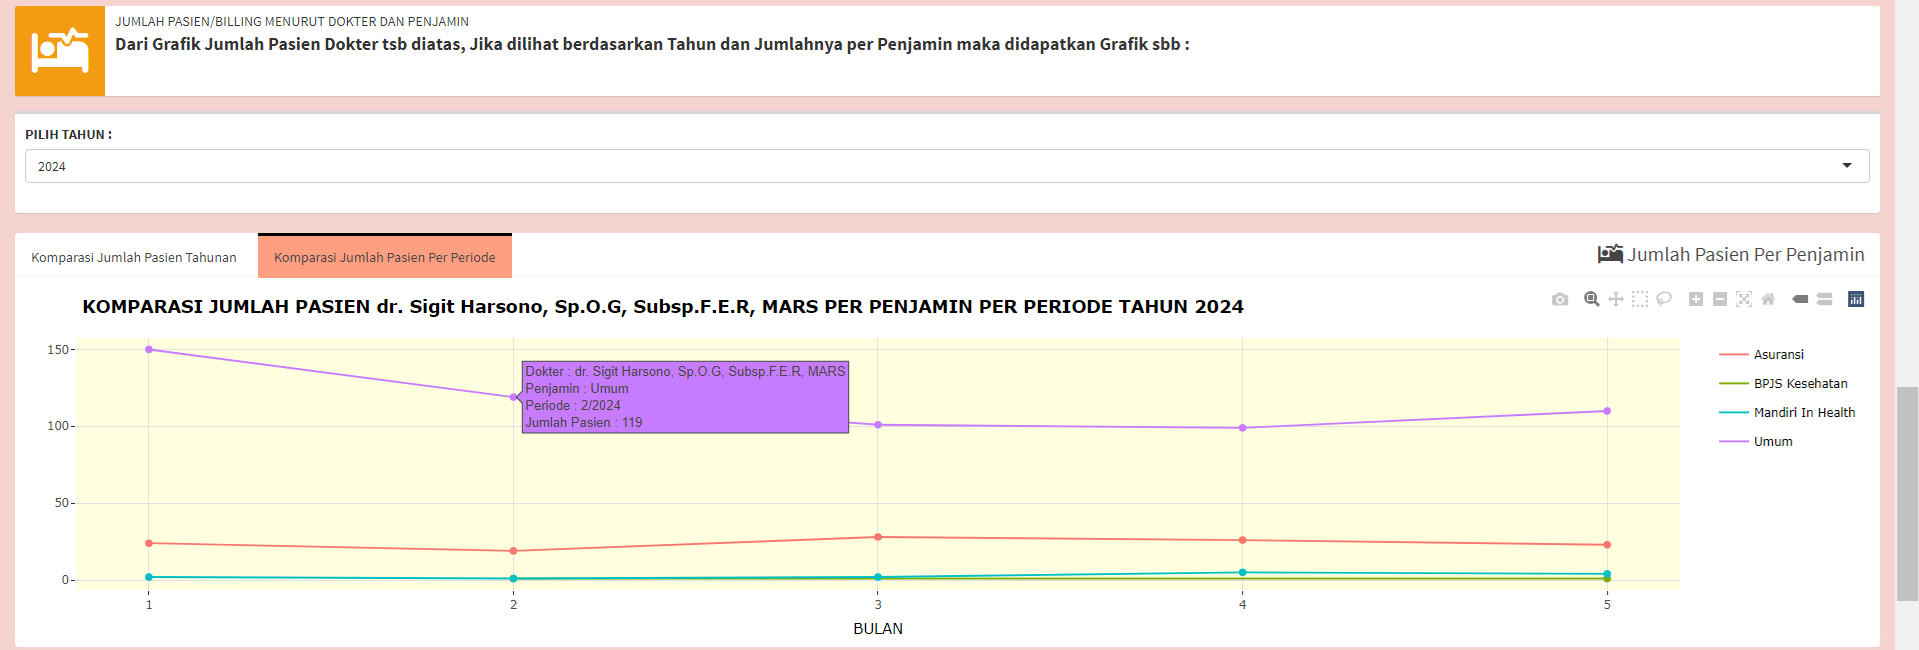 JUMLAH PASIEN/BILLING MENURUT DOKTER DAN PENJAMIN
Dari Grafik Jumlah Pasien Dokter tsb diatas, Jika dilihat berdasarkan Tahun dan Jumlahnya per Penjamin maka didapatkan Grafik sbb :
PILIH TAHUN :
2024
Komparasi Jumlah Pasien Tahunan
Komparasi Jumlah Pasien Per Periode
Jumlah Pasien Per Penjamin
KOMPARASI JUMLAH PASIEN dr. Sigit Harsono, Sp.O.G, Subsp.F.E.R, MARS PER PENJAMIN PER PERIODE TAHUN 2024
150
100
50
0
Dokter : dr. Sigit Harsono, Sp.O.G, Subsp.F.E.R, MARS
Penjamin : Umum
Periode : 2/2024
Jumlah Pasien : 119
Asuransi
BPJS Kesehatan
Mandiri In Health
Umum
1 2 3 4 5
BULAN